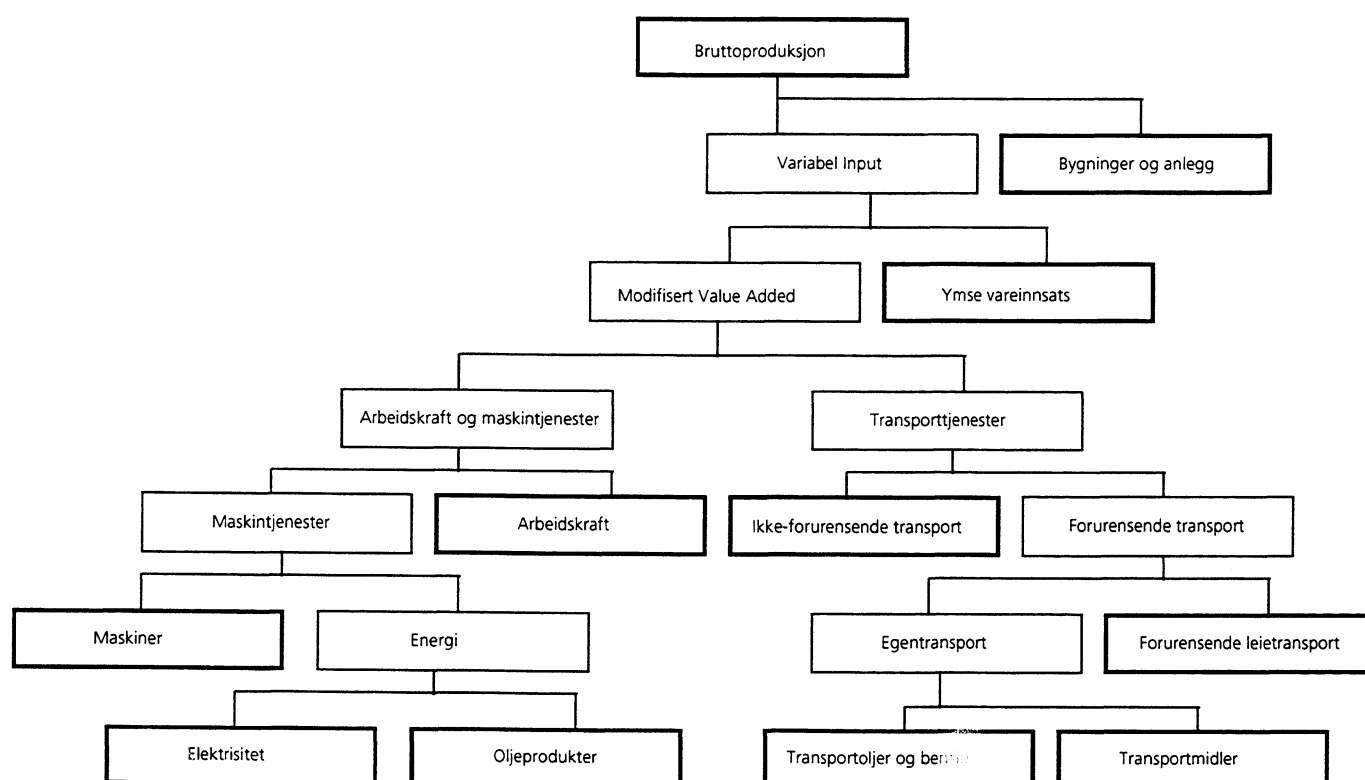 Bruttoproduksjon
Variabel Input
Bygninger og anlegg
Modifisert Value Added
Ymse vareinnsats
Arbeidskraft og maskintjenester
Transporttjenester
Maskintjenester
Arbeidskraft
Ikke-forurensende transport
Forurensende transport
Maskiner
Energi
Egentransport
Forurensende leietransport
Elektrisitet
Oljeprodukter
Transportoljer og
Transportmidler